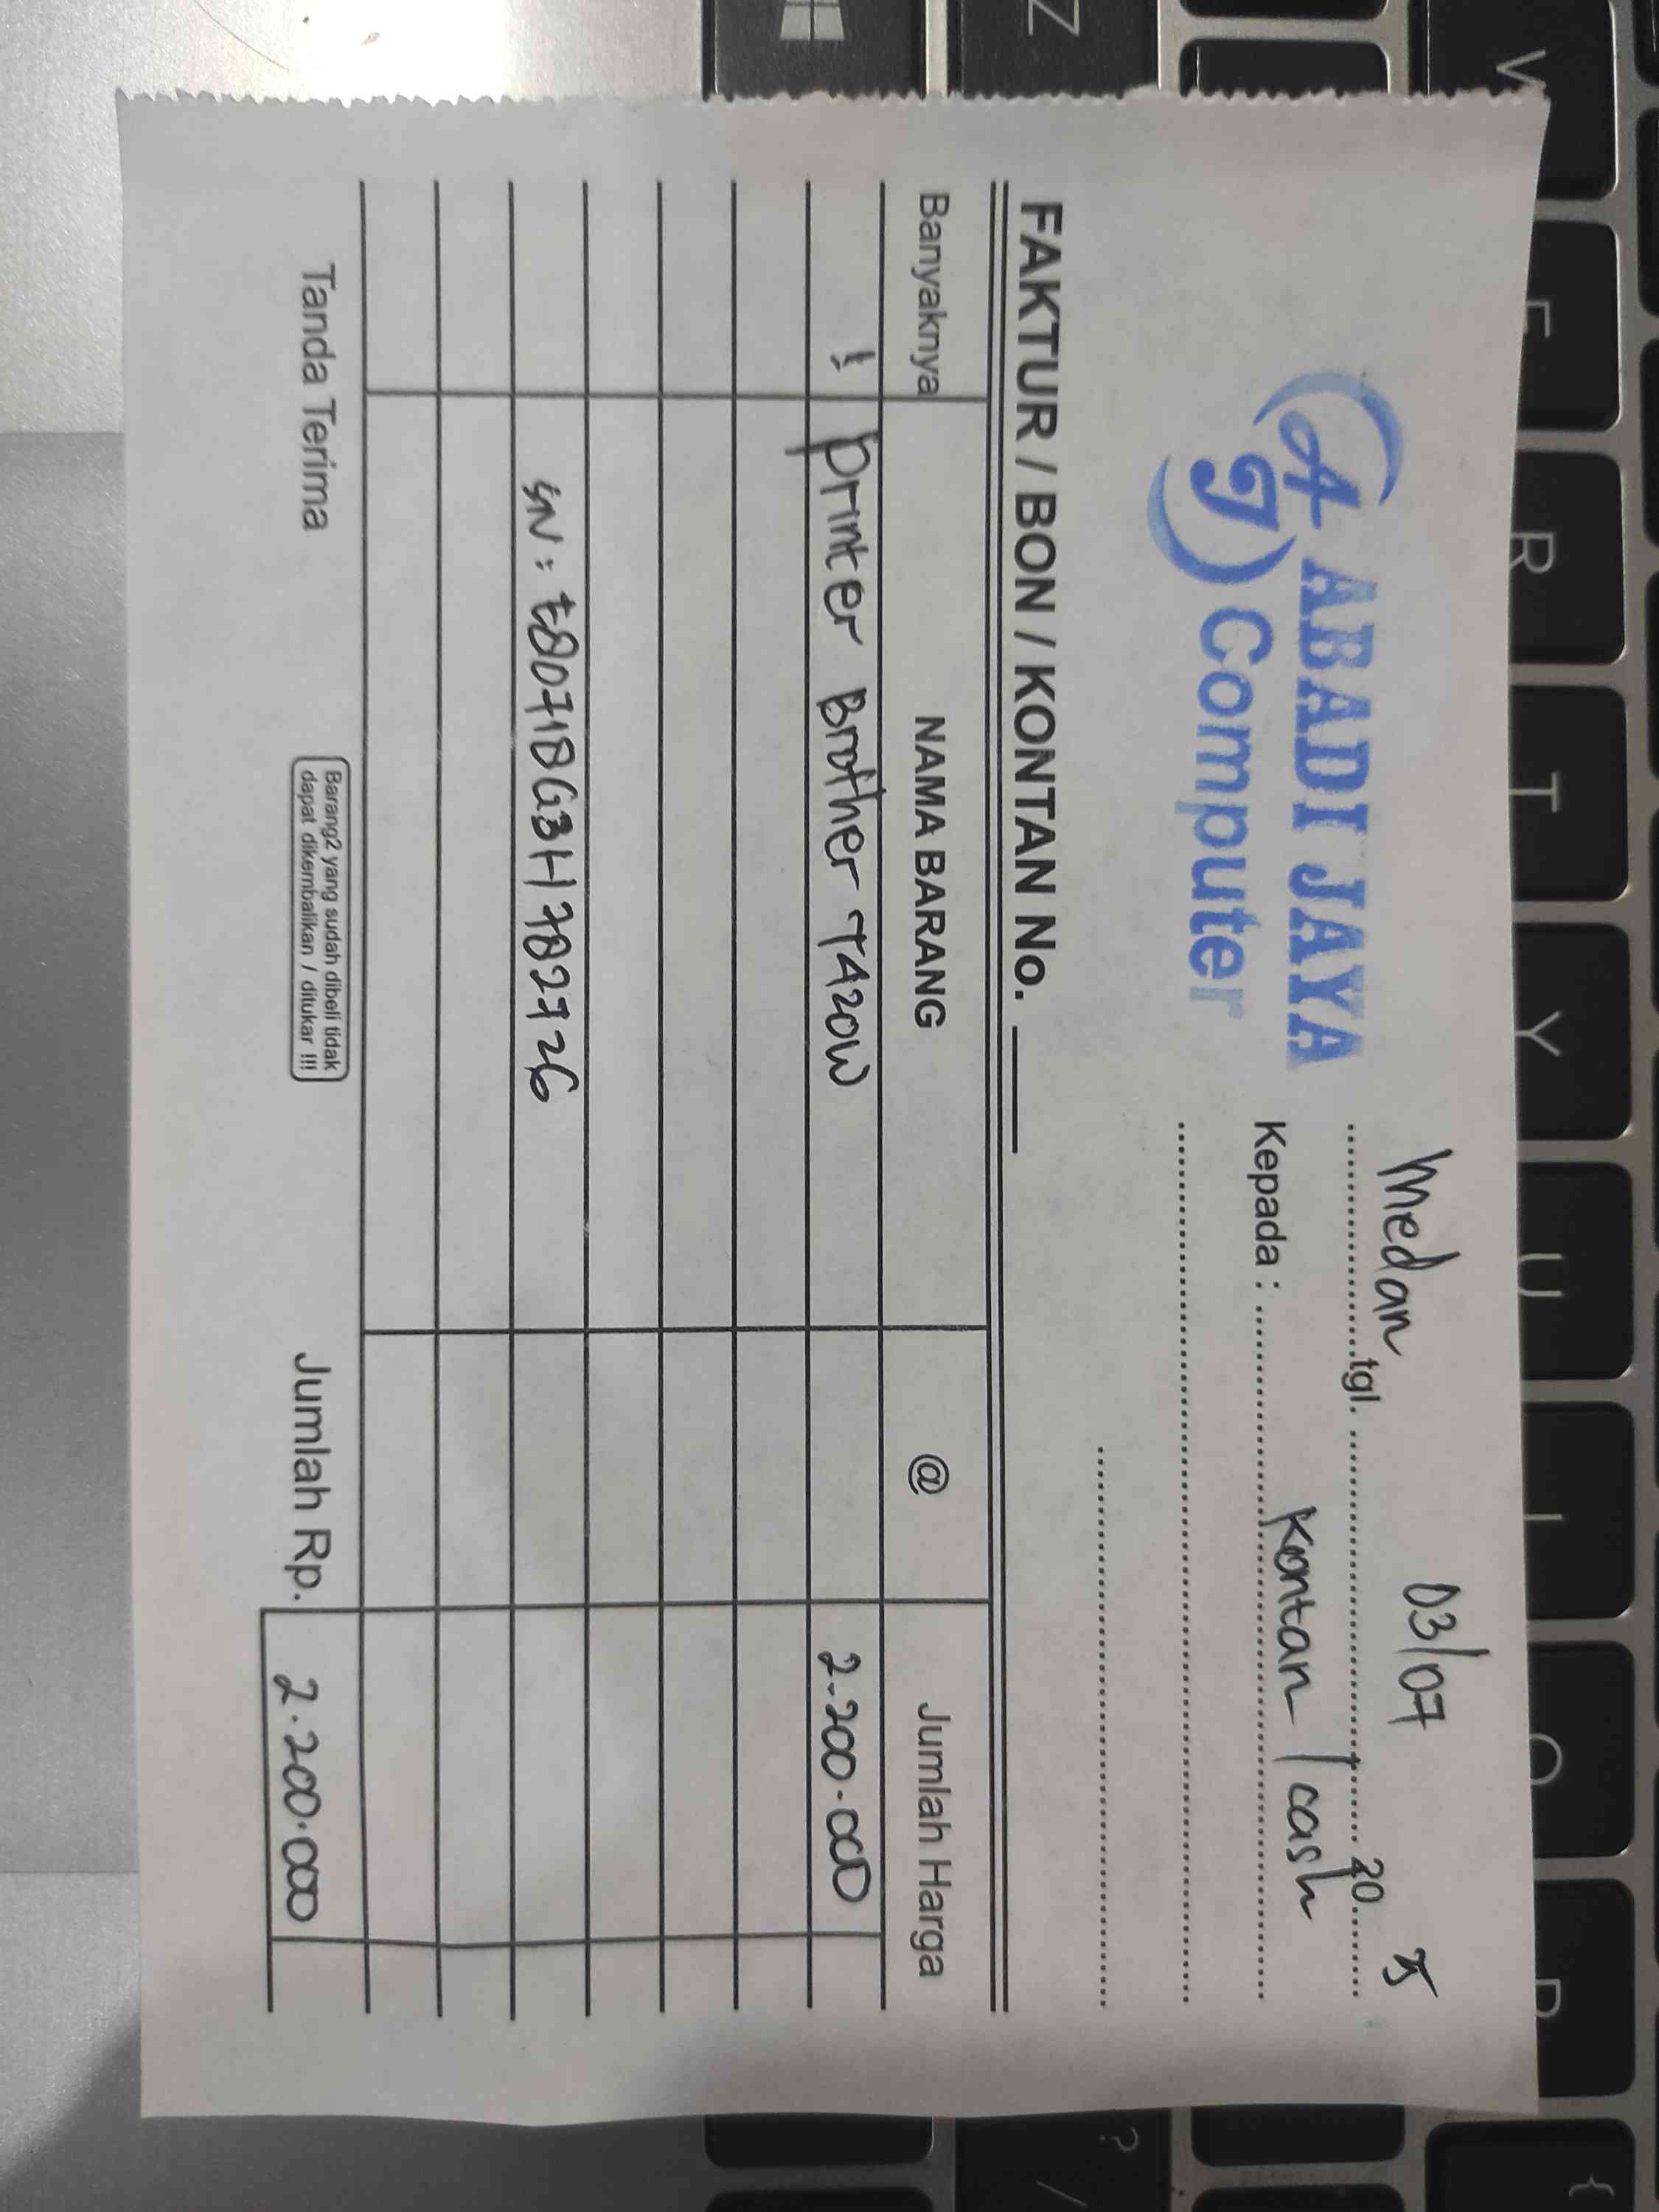 AJ ABADI JAYA
Computer
Medan tgl. 03/07 20 25
Kepada : Kontan / cash
FAKTUR / BON / KONTAN No.
Banyaknya NAMA BARANG @ Jumlah Harga
1 Printer Brother T420W 2.200.000
SN : E80718G3H782726
Tanda Terima
Barang2 yang sudah dibeli tidak
dapat dikembalikan / ditukar !!!
Jumlah Rp. 2.200.000
Z
W
E
R
T
Y
U
I
O
P
{
?
/